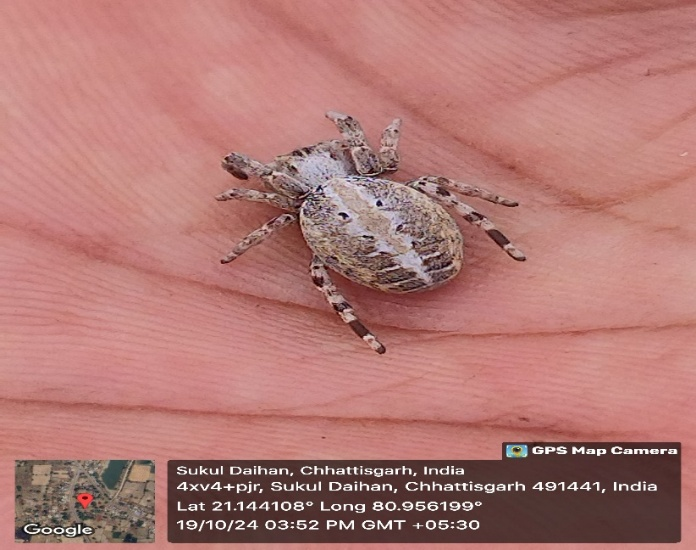 GPS Map Camera
Sukul Daihan, Chhattisgarh, India
4xv4+pjr, Sukul Daihan, Chhattisgarh 491441, India
Lat 21.144108° Long 80.956199°
19/10/24 03:52 PM GMT +05:30
Google